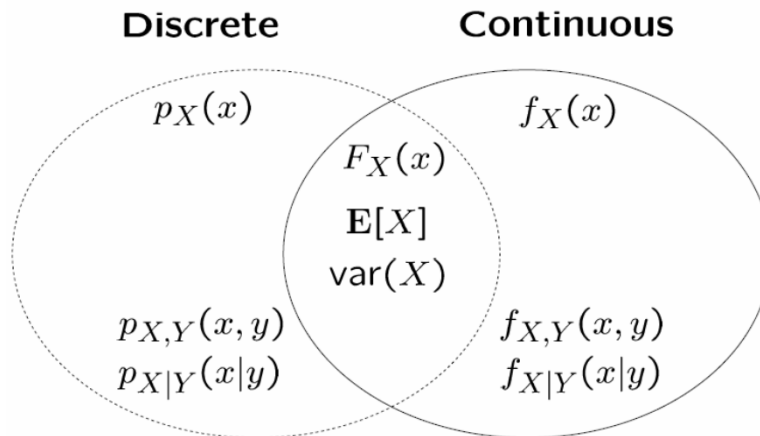 Discrete Continuous
p_X(x) f_X(x)
F_X(x)
E[X]
var(X)
p_{X,Y}(x, y) f_{X,Y}(x, y)
p_{X|Y}(x|y) f_{X|Y}(x|y)